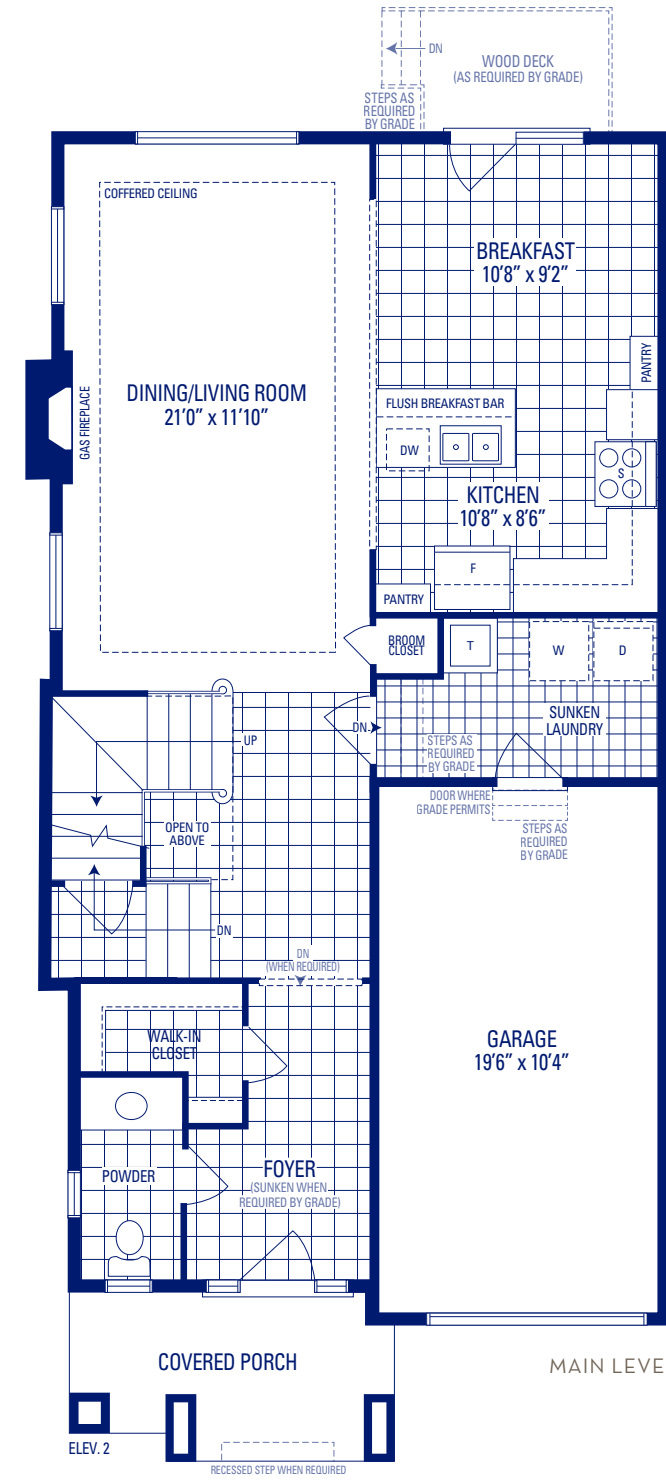 DN
WOOD DECK
(AS REQUIRED BY GRADE)
STEPS AS
REQUIRED
BY GRADE
COFFERED CEILING
BREAKFAST
10'8” x 9'2”
PANTRY
DINING/LIVING ROOM
21'0” x 11'10”
GAS FIREPLACE
FLUSH BREAKFAST BAR
DW
S
KITCHEN
10'8” x 8'6”
F
PANTRY
BROOM
CLOSET
T
W
D
SUNKEN
LAUNDRY
DN
STEPS AS
REQUIRED
BY GRADE
UP
DOOR WHERE
GRADE PERMITS
STEPS AS
REQUIRED
BY GRADE
OPEN TO
ABOVE
DN
DN
(WHEN REQUIRED)
WALK-IN
CLOSET
GARAGE
19'6” x 10'4”
POWDER
FOYER
(SUNKEN WHEN
REQUIRED BY GRADE)
COVERED PORCH
MAIN LEVE
ELEV. 2
RECESSED STEP WHEN REQUIRED